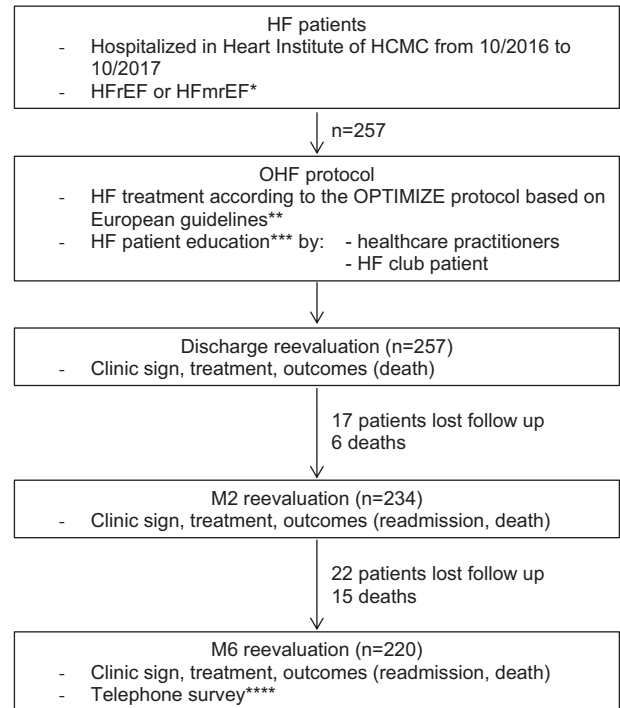 HF patients
- Hospitalized in Heart Institute of HCMC from 10/2016 to
10/2017
- HFrEF or HFmrEF*
n=257
OHF protocol
- HF treatment according to the OPTIMIZE protocol based on
European guidelines**
- HF patient education*** by: - healthcare practitioners
- HF club patient
Discharge reevaluation (n=257)
- Clinic sign, treatment, outcomes (death)
17 patients lost follow up
6 deaths
M2 reevaluation (n=234)
- Clinic sign, treatment, outcomes (readmission, death)
22 patients lost follow up
15 deaths
M6 reevaluation (n=220)
- Clinic sign, treatment, outcomes (readmission, death)
- Telephone survey****